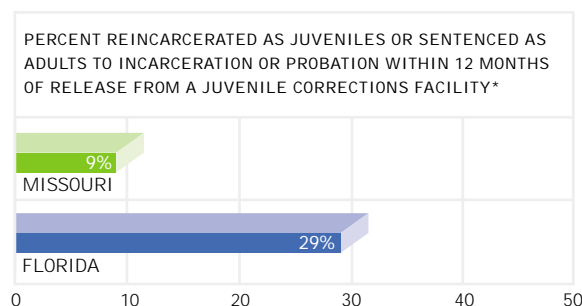 PERCENT REINCARCERATED AS JUVENILES OR SENTENCED AS
ADULTS TO INCARCERATION OR PROBATION WITHIN 12 MONTHS
OF RELEASE FROM A JUVENILE CORRECTIONS FACILITY*
9%
MISSOURI
29%
FLORIDA
0 10 20 30 40 50